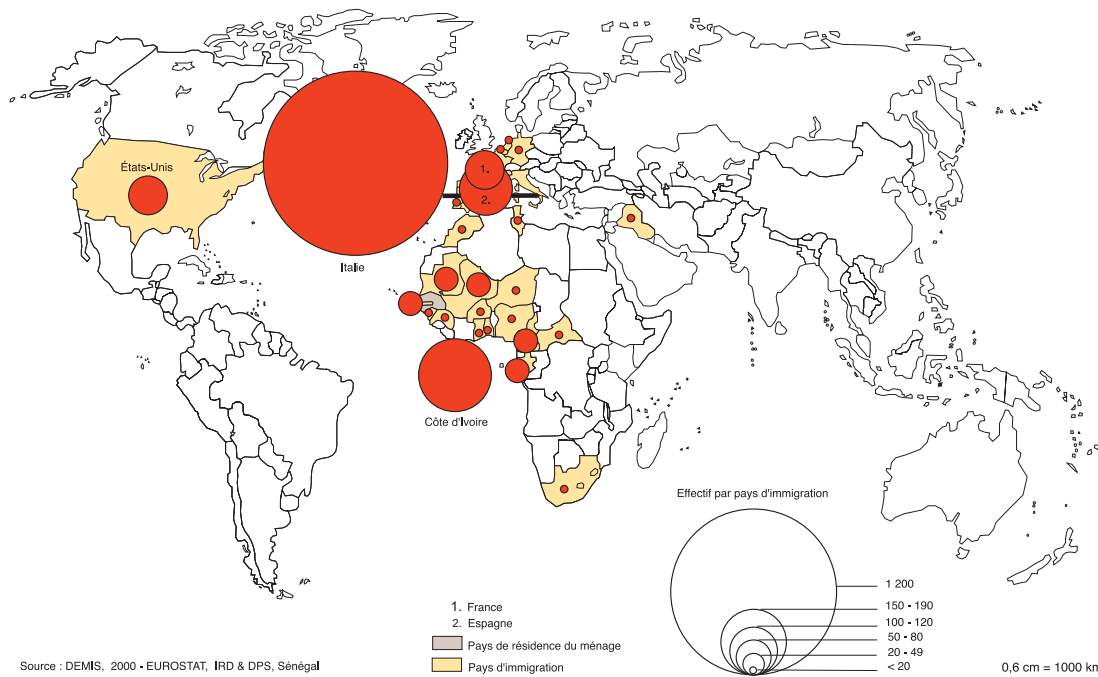 États-Unis
1.
2.
Italie
Côte d'Ivoire
Effectif par pays d'immigration
1 200
150 - 190
100 - 120
50 - 80
20 - 49
< 20
1. France
2. Espagne
Pays de résidence du ménage
Pays d'immigration
Source : DEMIS, 2000 - EUROSTAT, IRD & DPS, Sénégal
0,6 cm = 1000 km